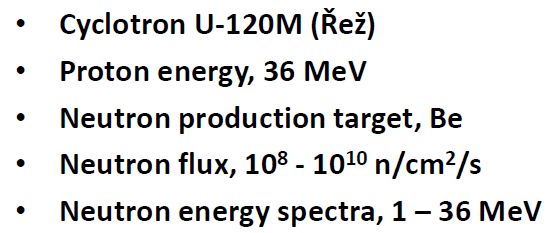 • Cyclotron U-120M (Řež)
• Proton energy, 36 MeV
• Neutron production target, Be
• Neutron flux, 10⁸ - 10¹⁰ n/cm²/s
• Neutron energy spectra, 1 – 36 MeV